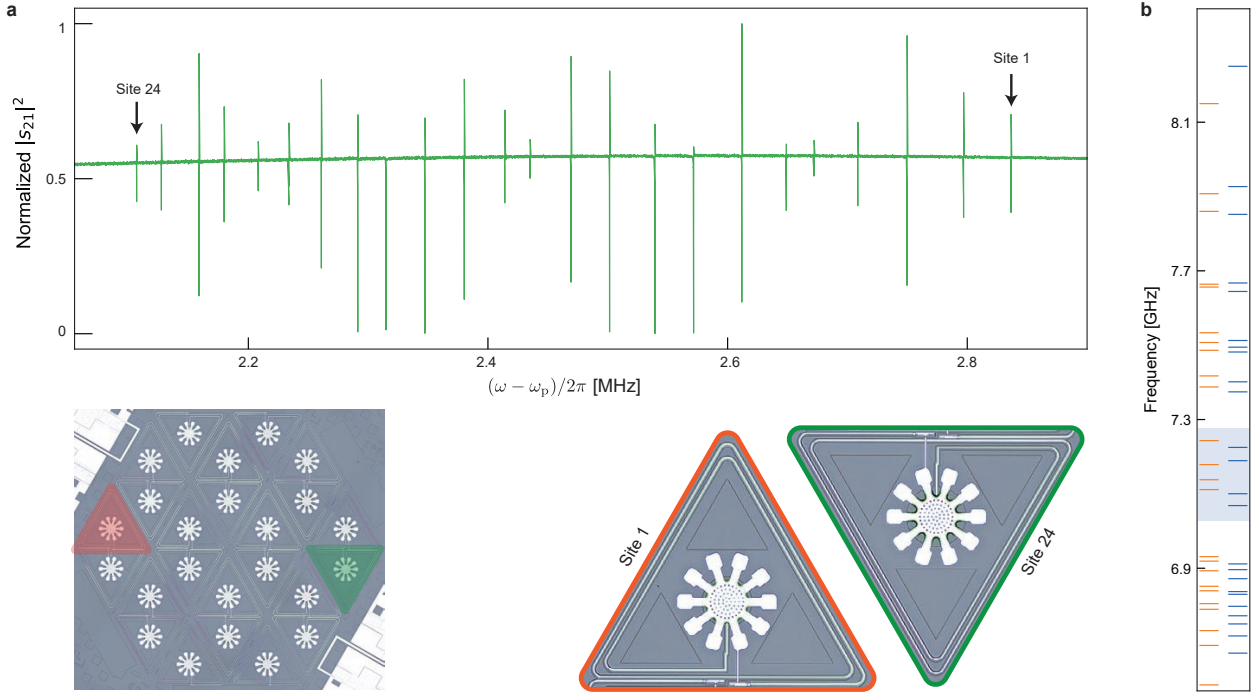 a
Normalized |s₂₁|²
1
0.5
0
Site 24
Site 1
2.2
2.4
2.6
2.8
(ω − ωₚ)/2π [MHz]
Site 1
Site 24
b
Frequency [GHz]
8.1
7.7
7.3
6.9